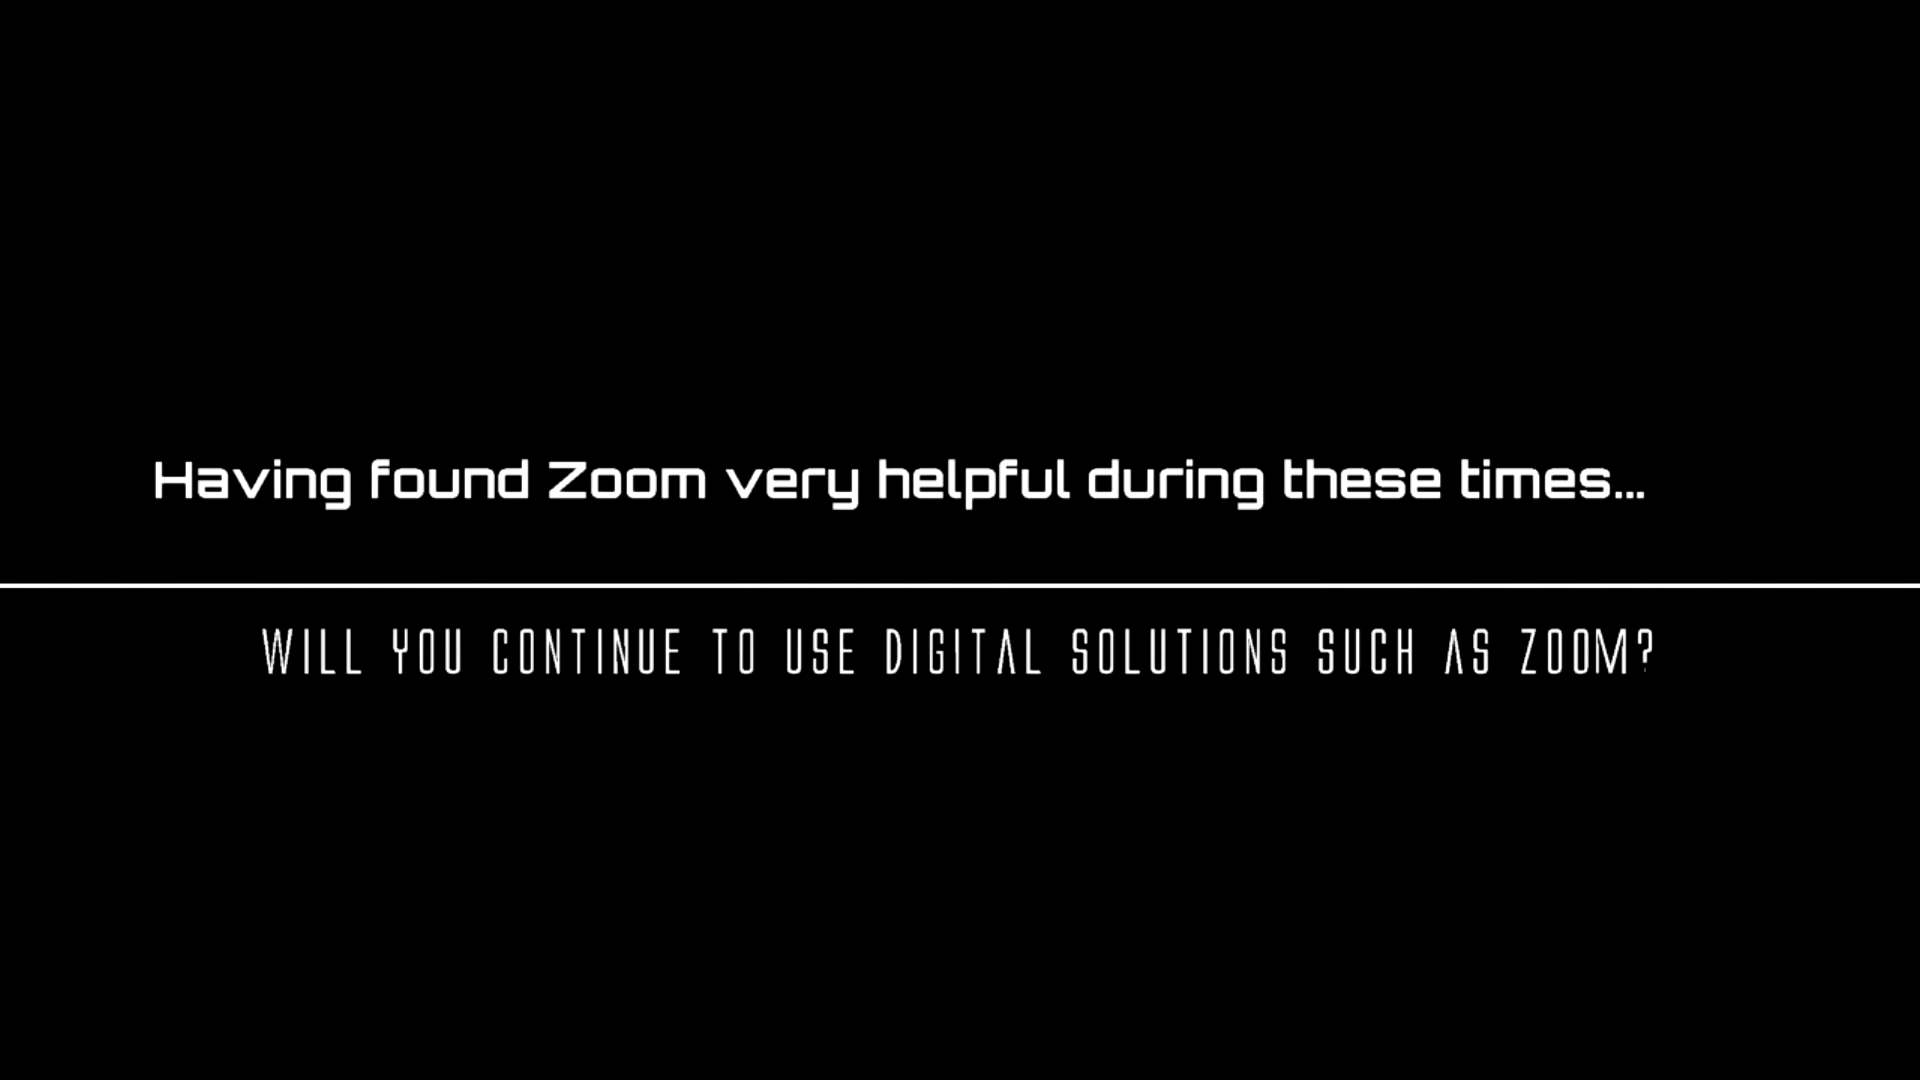 Having found Zoom very helpful during these times...
WILL YOU CONTINUE TO USE DIGITAL SOLUTIONS SUCH AS ZOOM?